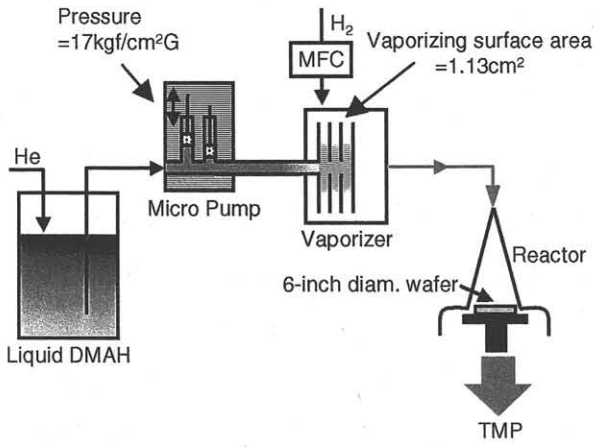 Pressure
=17kgf/cm²G
H₂
MFC
Vaporizing surface area
=1.13cm²
He
Micro Pump
Vaporizer
Reactor
6-inch diam. wafer
Liquid DMAH
TMP